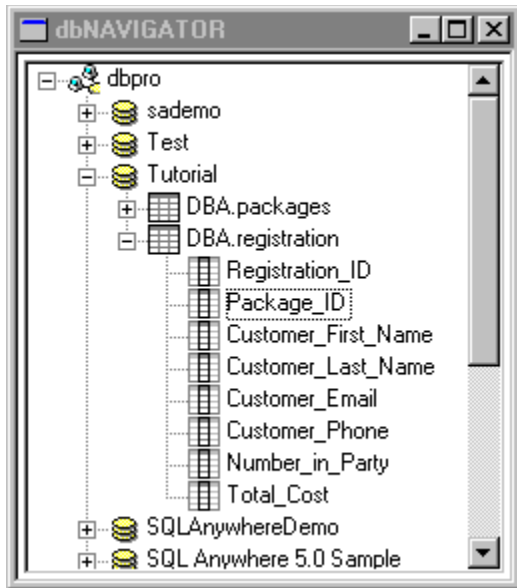 dbNAVIGATOR
dbpro
sademo
Test
Tutorial
DBA.packages
DBA.registration
Registration_ID
Package_ID
Customer_First_Name
Customer_Last_Name
Customer_Email
Customer_Phone
Number_in_Party
Total_Cost
SQLAnywhereDemo
SQL Anywhere 5.0 Sample